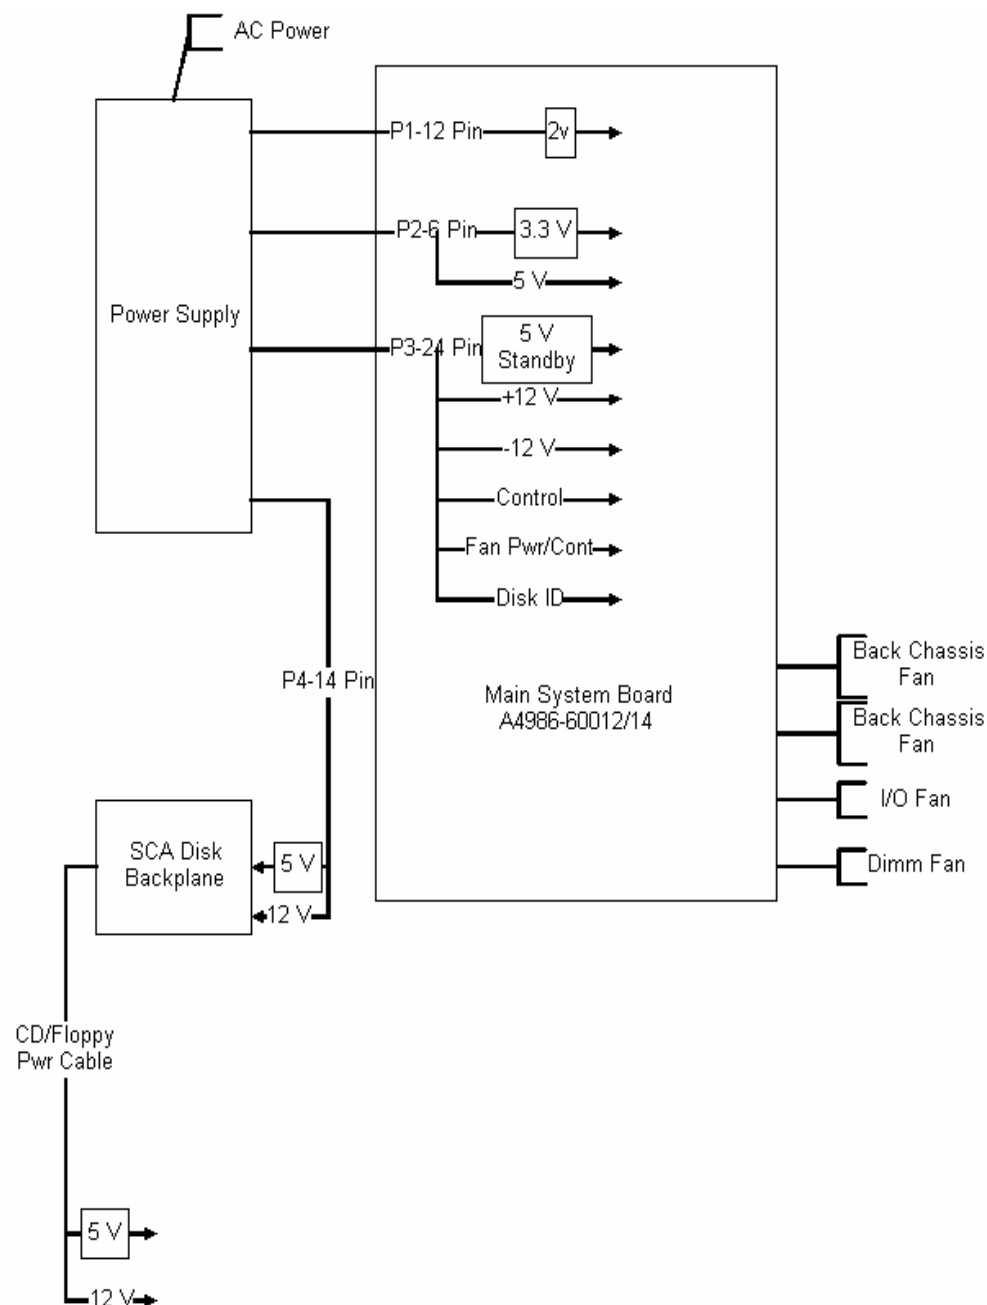 AC Power
P1-12 Pin
2v
P2-6 Pin
3.3 V
5 V
Power Supply
P3-24 Pin
5 V
Standby
+12 V
-12 V
Control
Fan Pwr/Cont
Disk ID
P4-14 Pin
Main System Board
A4986-60012/14
Back Chassis
Fan
Back Chassis
Fan
I/O Fan
Dimm Fan
SCA Disk
Backplane
5 V
12 V
CD/Floppy
Pwr Cable
5 V
12 V